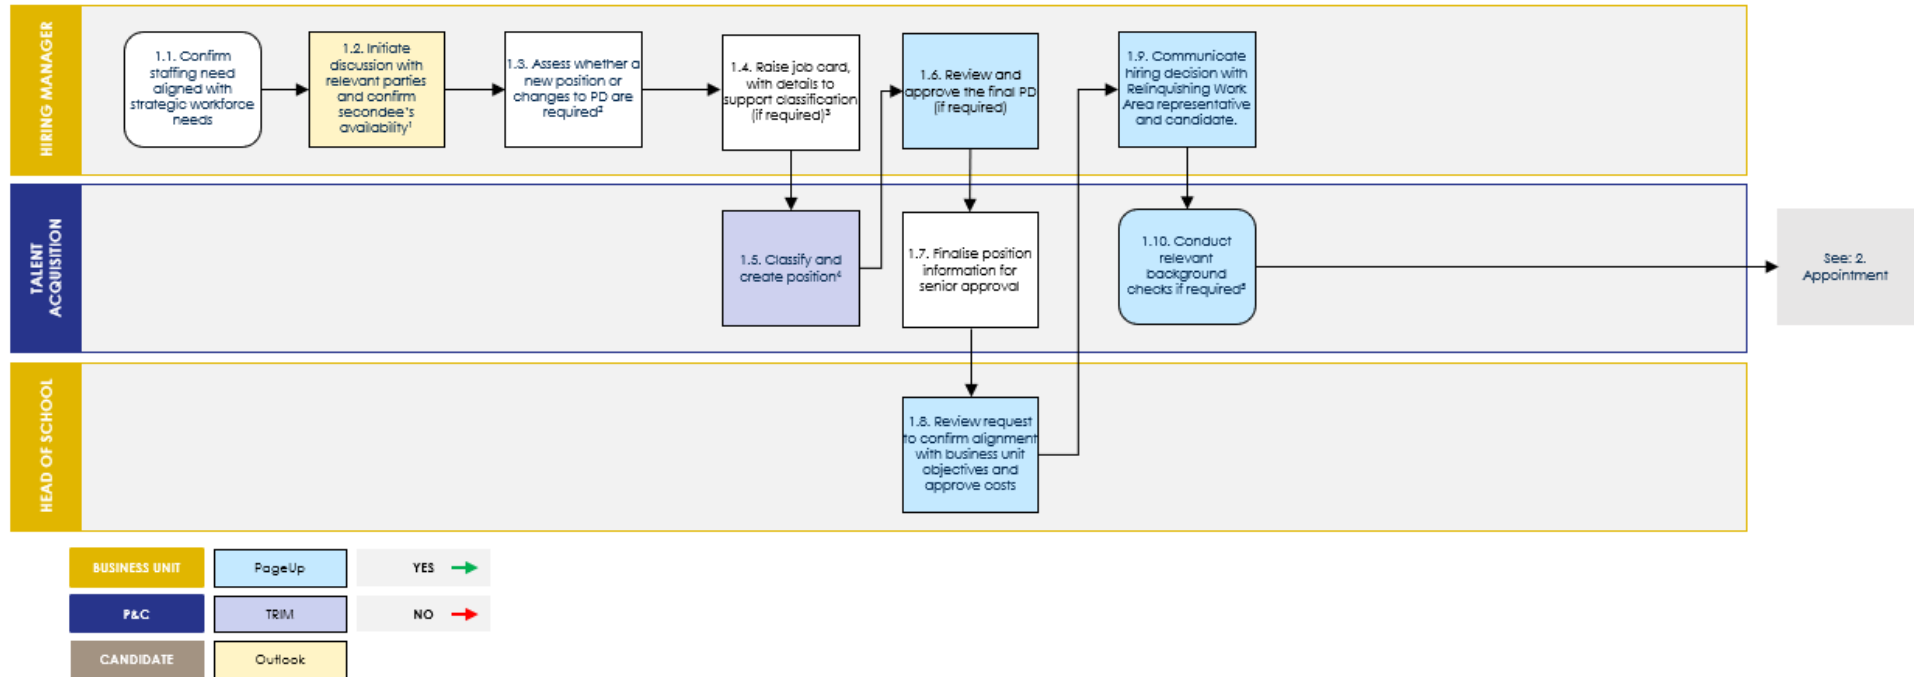 HIRING MANAGER
1.1. Confirm
staffing need
aligned with
strategic workforce
needs
1.2. Initiate
discussion with
relevant parties
and confirm
secondee's
availability¹
1.3. Assess whether a
new position or
changes to PD are
required²
1.4. Raise job card,
with details to
support classification
(if required)³
1.6. Review and
approve the final PD
(if required)
1.9. Communicate
hiring decision with
Relinquishing Work
Area representative
and candidate.
TALENT
ACQUISITION
1.5. Classify and
create position⁴
1.7. Finalise position
information for
senior approval
1.10. Conduct
relevant
background
checks if required⁵
See: 2.
Appointment
HEAD OF SCHOOL
1.8. Review request
to confirm alignment
with business unit
objectives and
approve costs
BUSINESS UNIT
PageUp
YES
P&C
TRIM
NO
CANDIDATE
Outlook